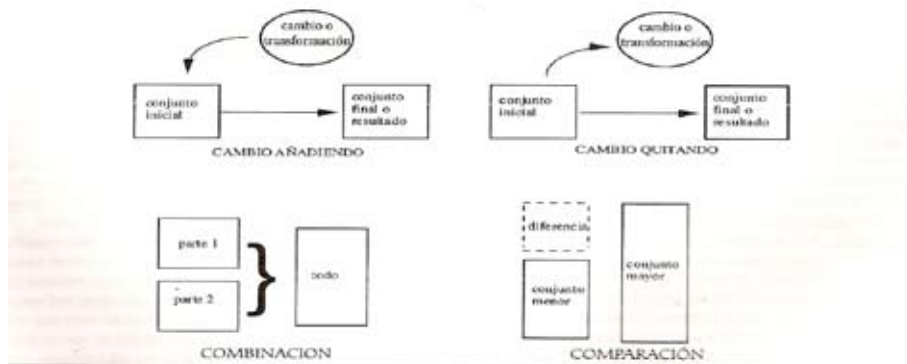 cambio o
transformación
conjunto
inicial
conjunto
final o
resultado
CAMBIO AÑADIENDO
cambio o
transformación
conjunto
inicial
conjunto
final o
resultado
CAMBIO QUITANDO
parte 1
parte 2
todo
COMBINACION
diferencia
conjunto
menor
conjunto
mayor
COMPARACIÓN